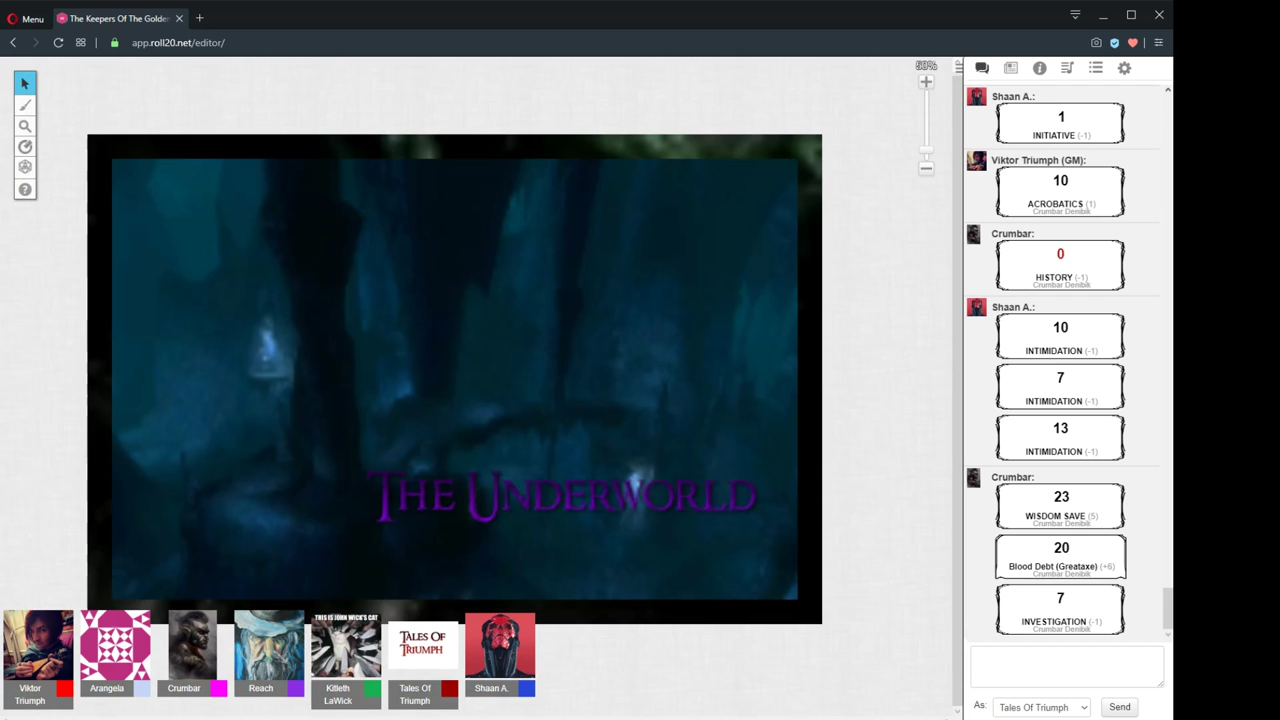 Menu
The Keepers Of The Golden
app.roll20.net/editor/
58%
Shaan A.:
1
INITIATIVE (-1)
Viktor Triumph (GM):
10
ACROBATICS (1)
Crumbar Denibik
Crumbar:
0
HISTORY (-1)
Crumbar Denibik
Shaan A.:
10
INTIMIDATION (-1)
7
INTIMIDATION (-1)
13
INTIMIDATION (-1)
Crumbar:
23
WISDOM SAVE (5)
Crumbar Denibik
20
Blood Debt (Greataxe) (+6)
Crumbar Denibik
7
INVESTIGATION (-1)
THE UNDERWORLD
THIS IS JOHN WICK'S CAT
TALES OF
TRIUMPH
Viktor
Triumph
Arangela
Crumbar
Reach
Kitleth
LaWick
Tales Of
Triumph
Shaan A.
As:
Tales Of Triumph
Send